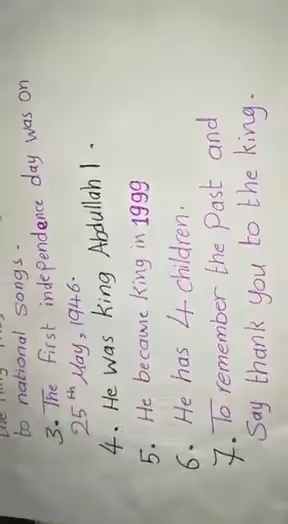 to national songs.
3. The first independence day was on
25th May, 1946.
4. He was king Abdullah I.
5. He became king in 1999
6. He has 4 children.
7. To remember the Past and
Say thank you to the king.